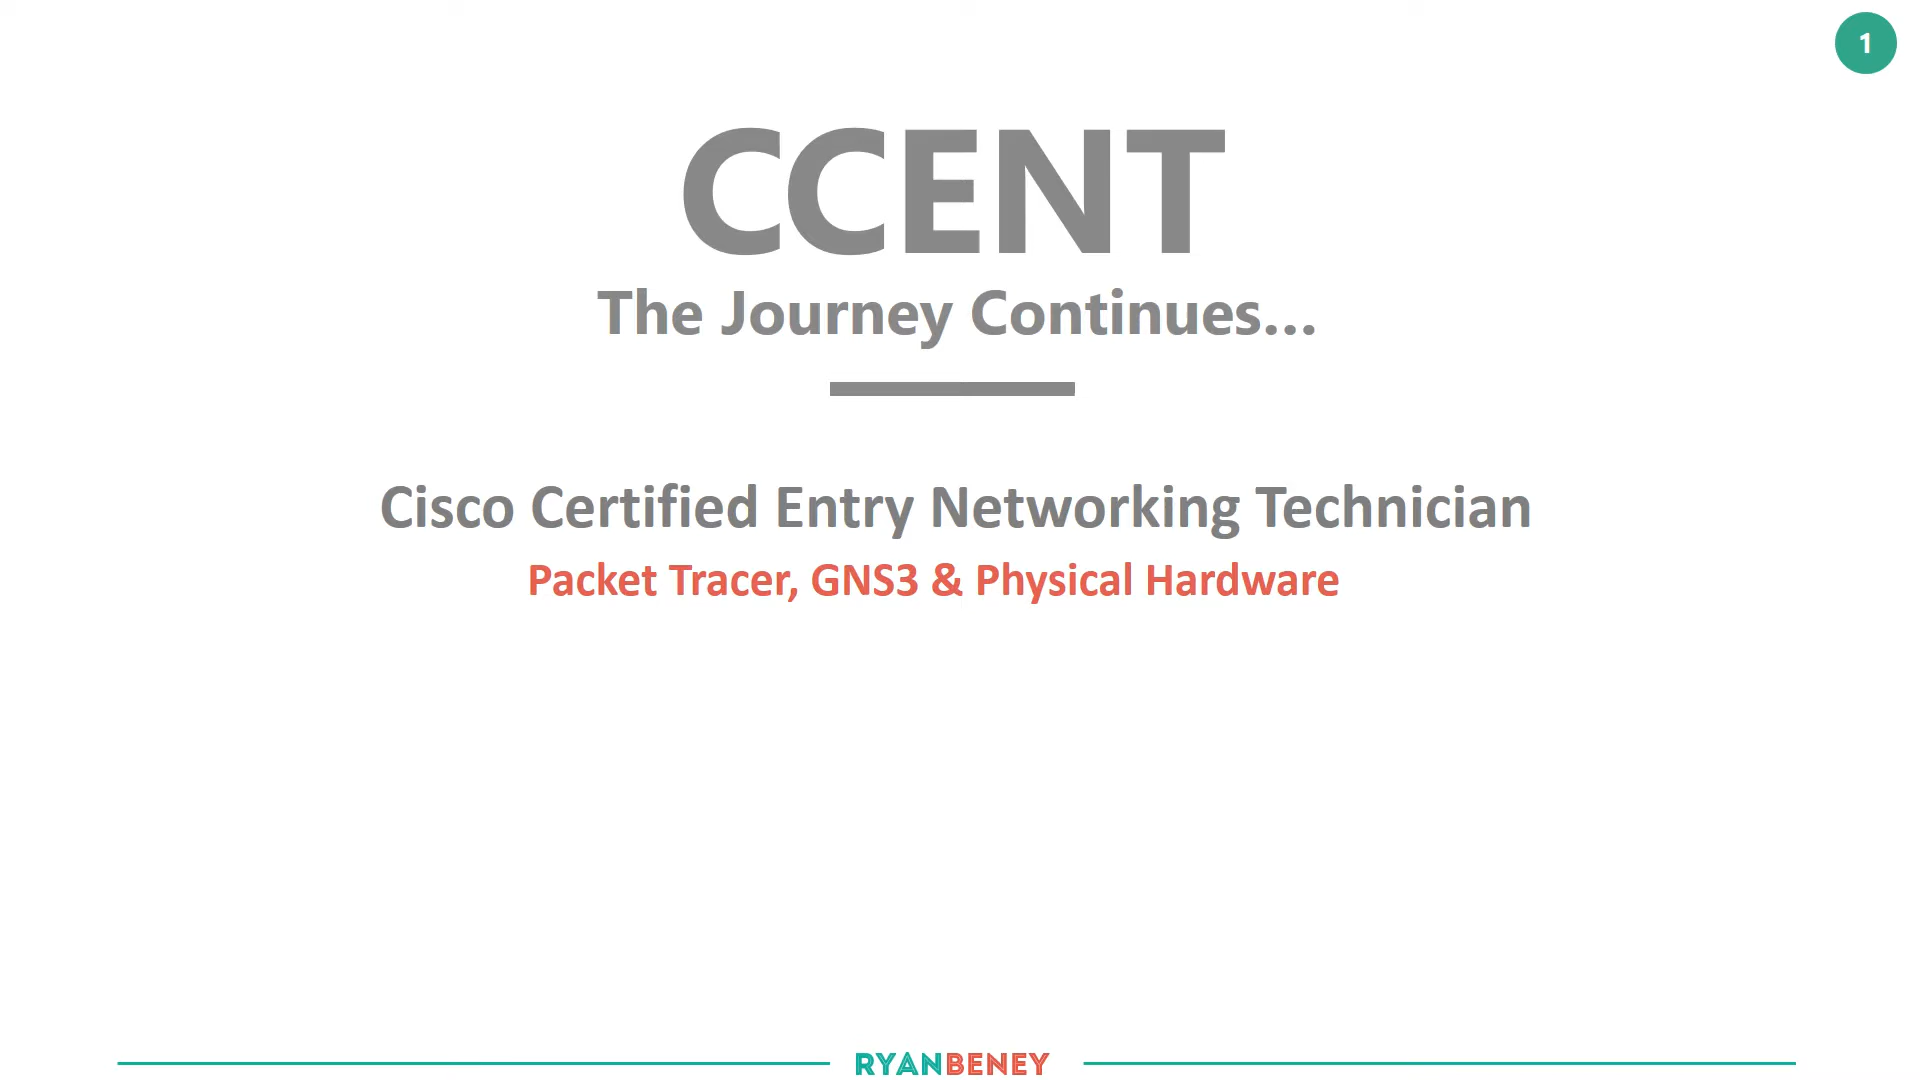 1
CCENT
The Journey Continues...
Cisco Certified Entry Networking Technician
Packet Tracer, GNS3 & Physical Hardware
RYANBENEY